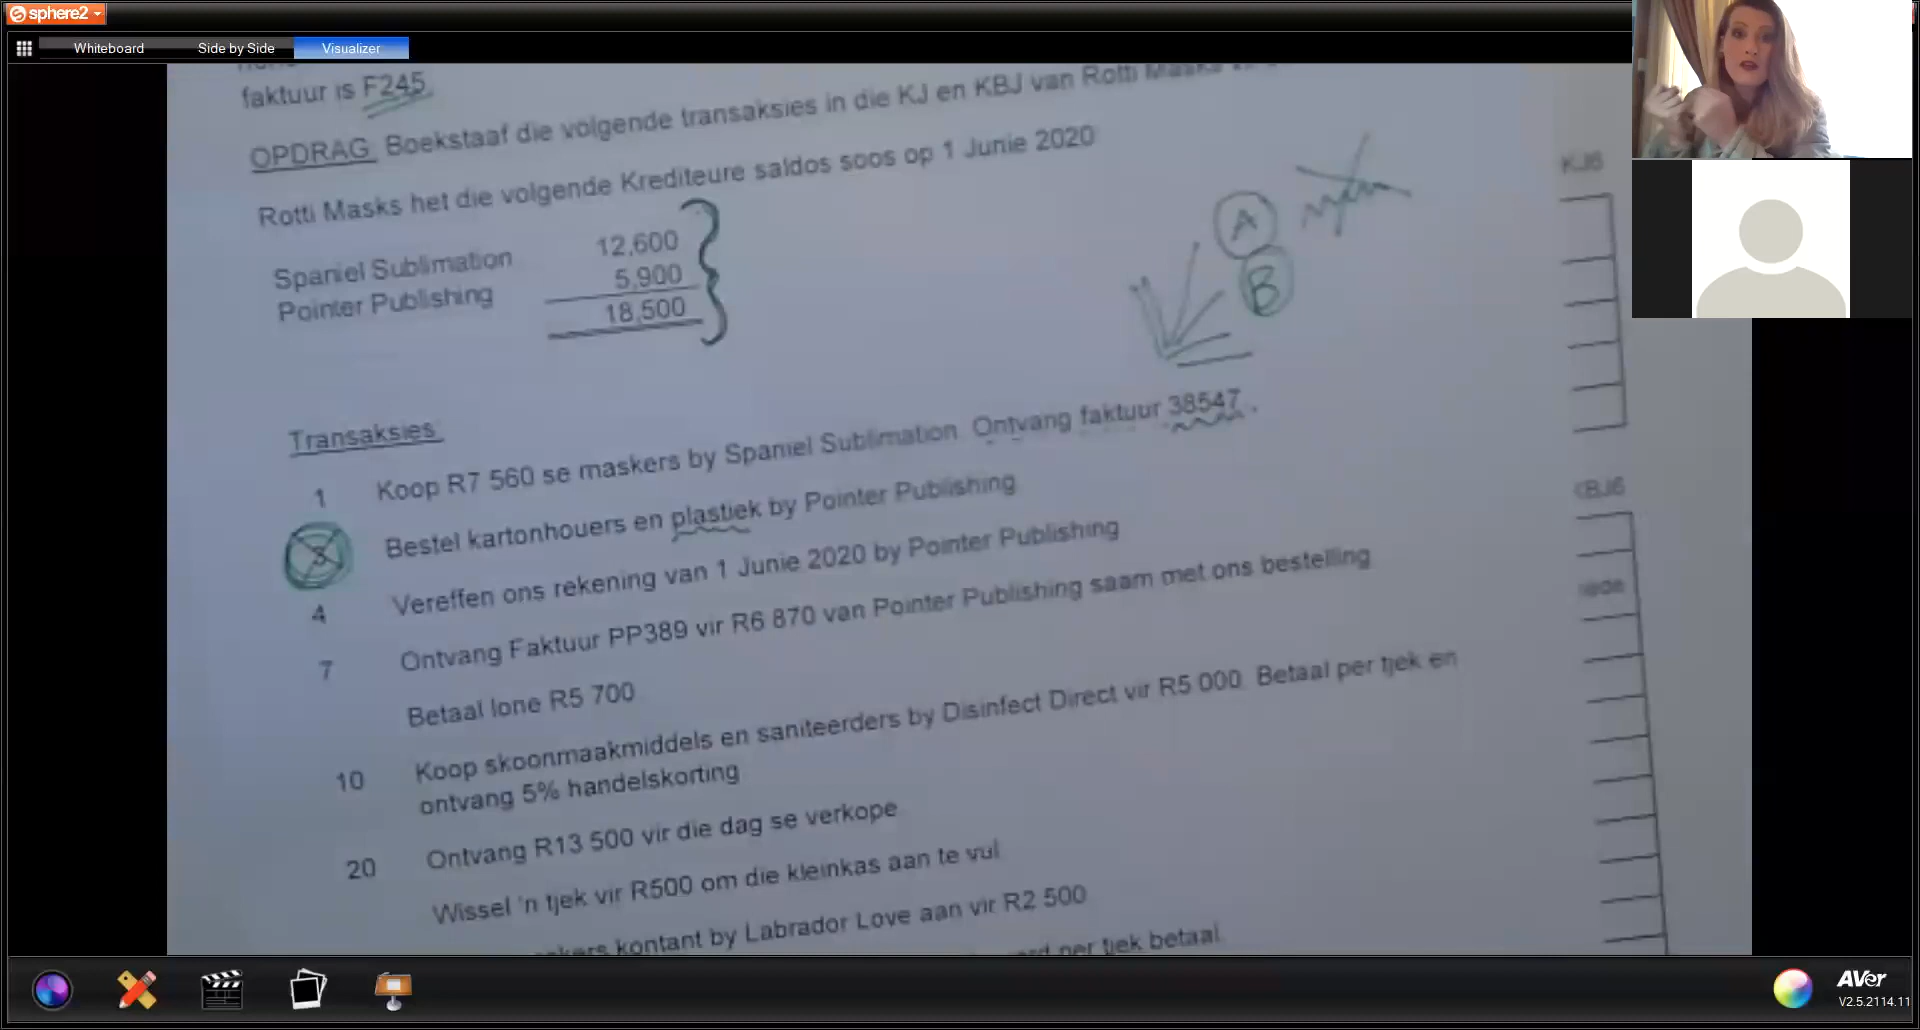 sphere2
Whiteboard Side by Side Visualizer
faktuur is F245
OPDRAG: Boekstaaf die volgende transaksies in die KJ en KBJ van Rotti Masks
Rotti Masks het die volgende Krediteure saldos soos op 1 Junie 2020
Spaniel Sublimation 12,600
Pointer Publishing 5,900
18,500
A
B
KJ6
Transaksies:
1 Koop R7 560 se maskers by Spaniel Sublimation. Ontvang faktuur 38547.
3 Bestel kartonhouers en plastiek by Pointer Publishing
4 Vereffen ons rekening van 1 Junie 2020 by Pointer Publishing
7 Ontvang Faktuur PP389 vir R6 870 van Pointer Publishing saam met ons bestelling
Betaal lone R5 700
10 Koop skoonmaakmiddels en saniteerders by Disinfect Direct vir R5 000. Betaal per tjek en
ontvang 5% handelskorting
20 Ontvang R13 500 vir die dag se verkope
Wissel 'n tjek vir R500 om die kleinkas aan te vul
kontant by Labrador Love aan vir R2 500
per tjek betaal
KBJ6
AVer
V2.5.2114.11